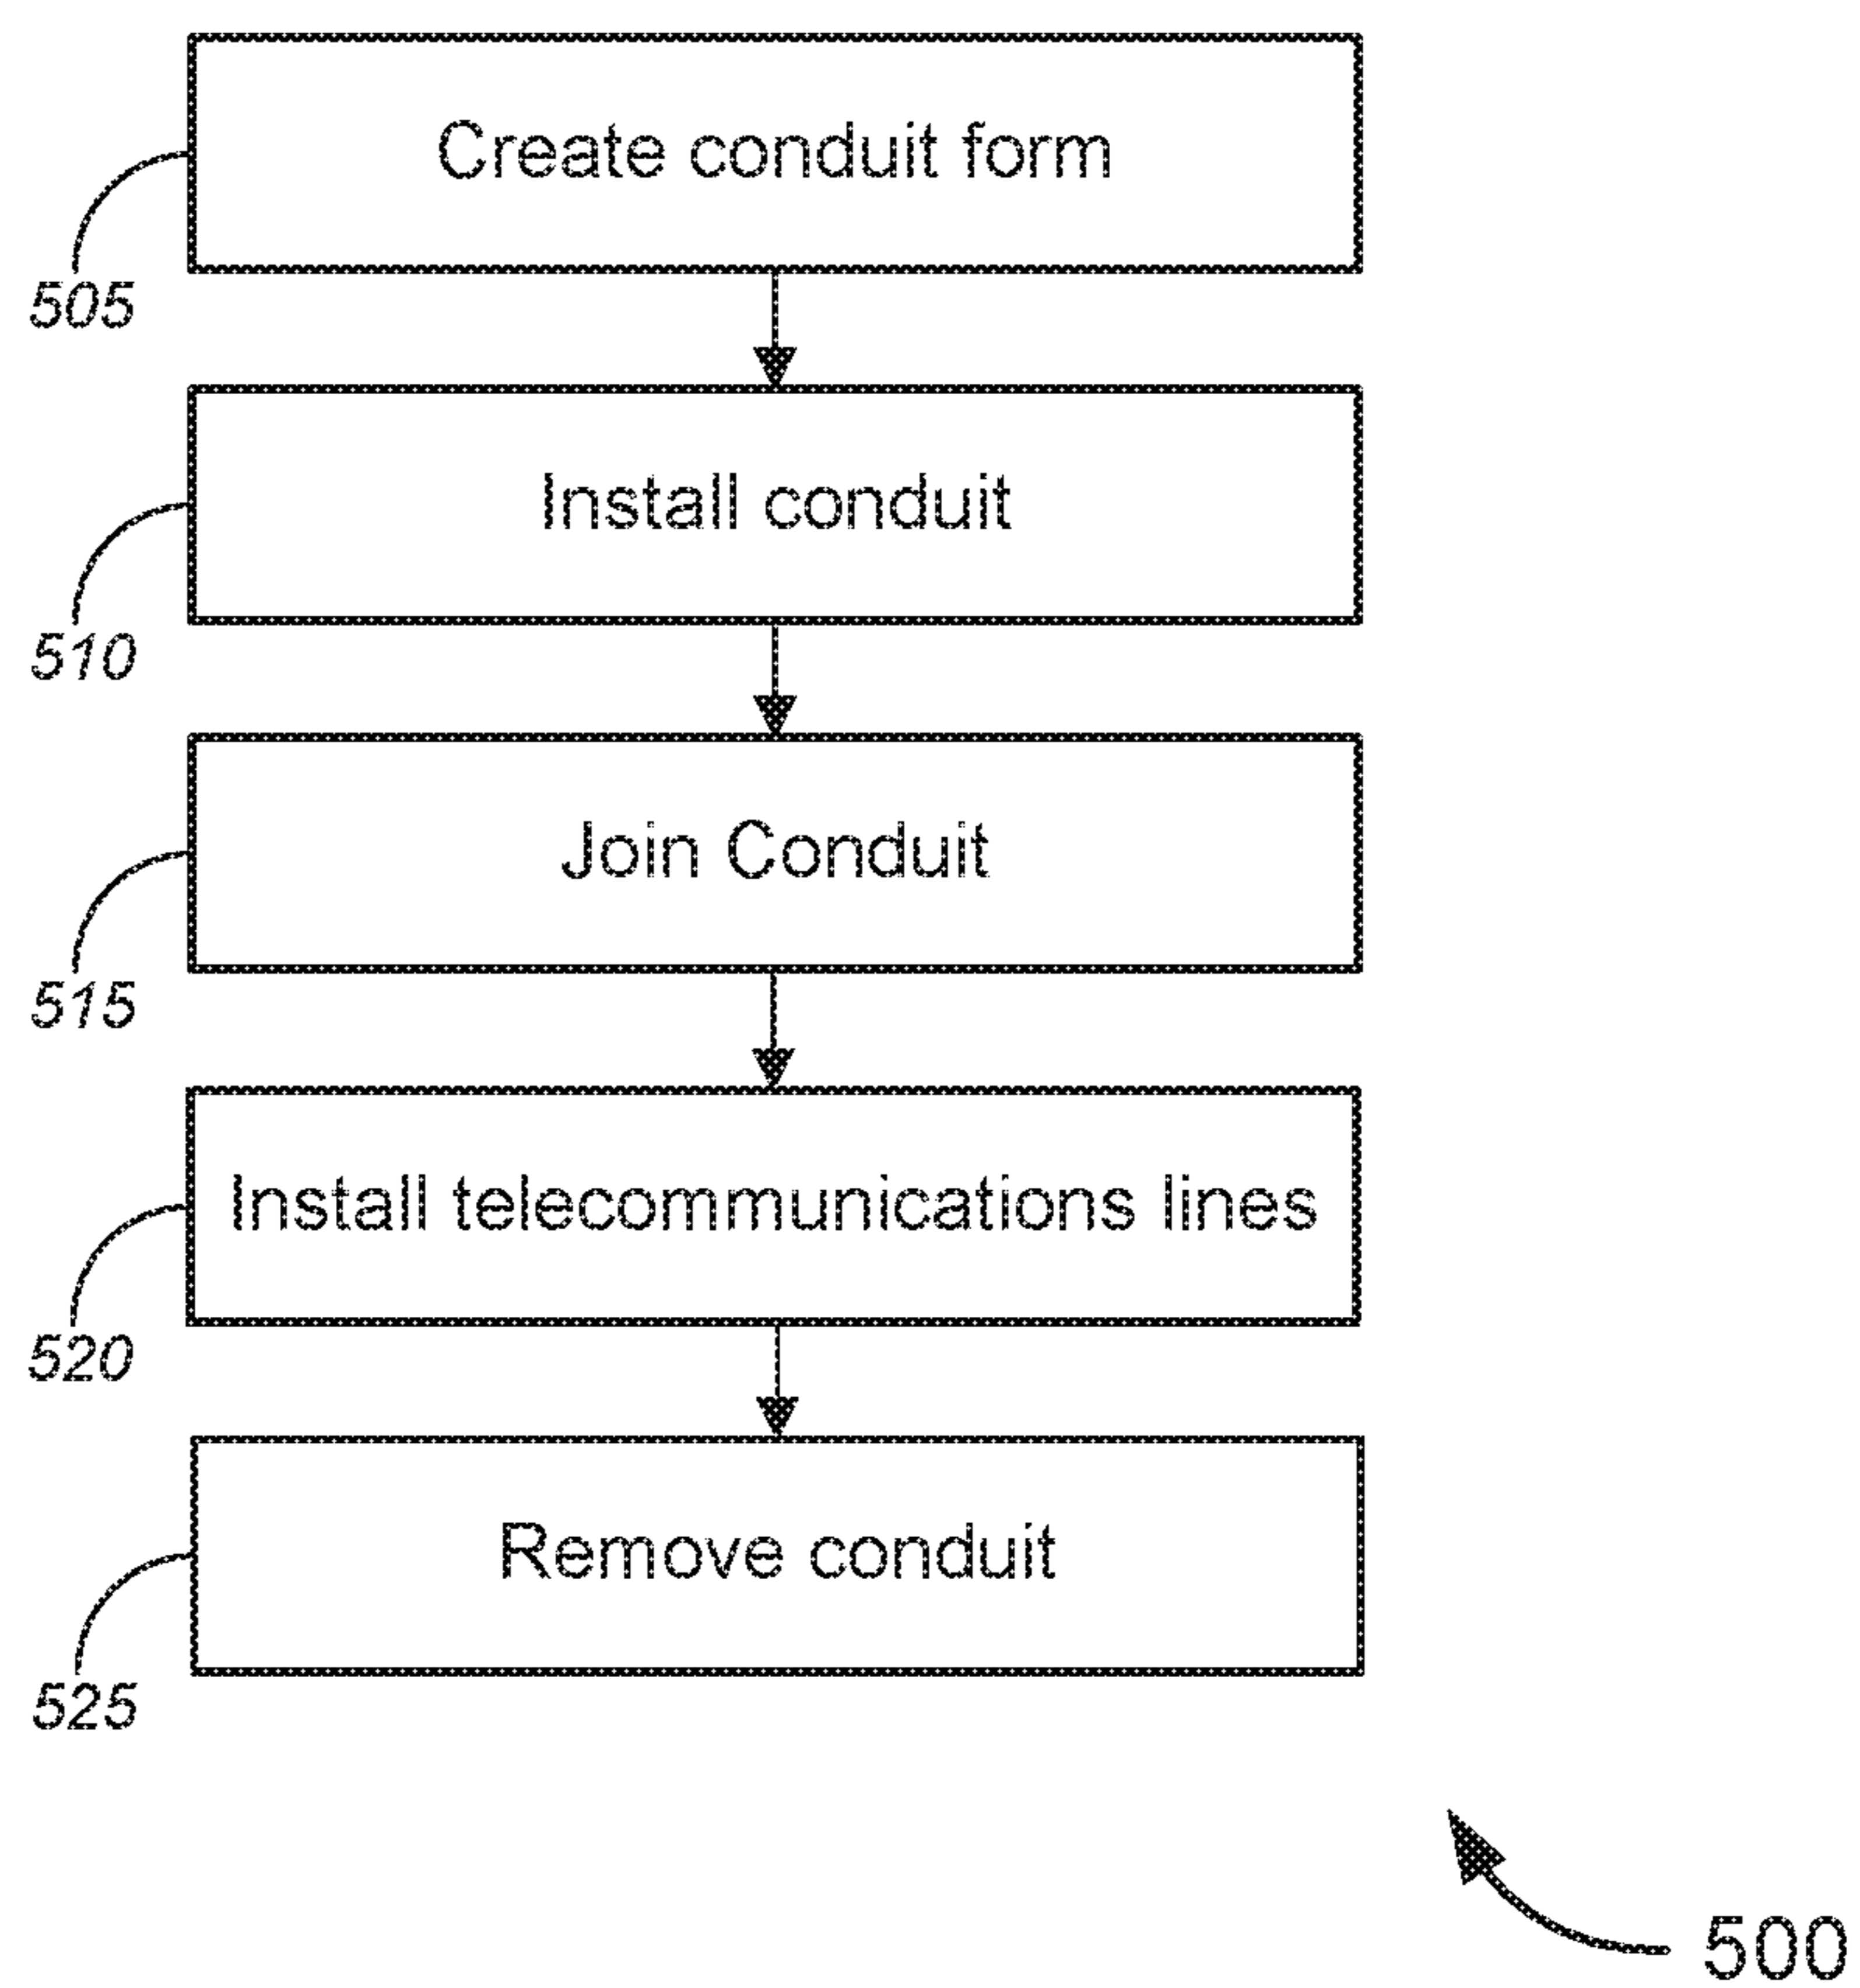 Create conduit form
505
Install conduit
510
Join Conduit
515
Install telecommunications lines
520
Remove conduit
525
500